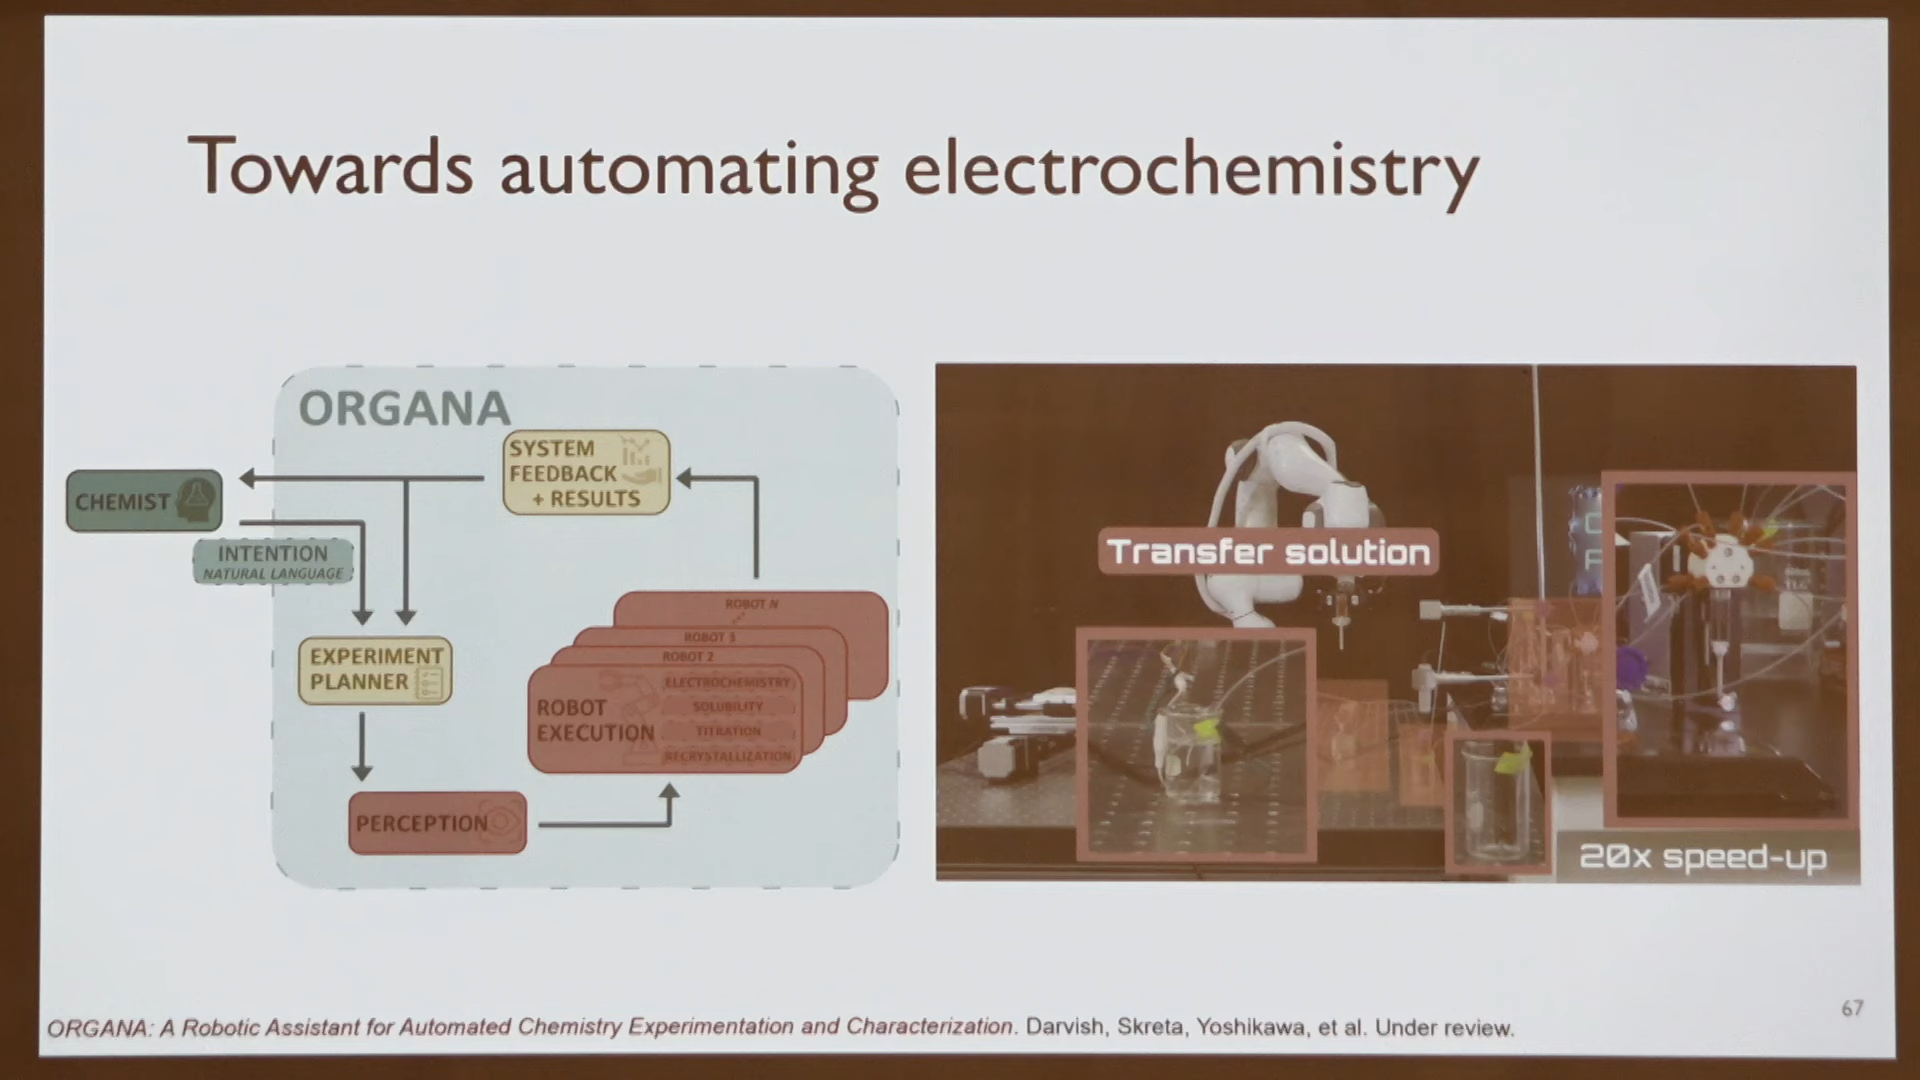 Towards automating electrochemistry
ORGANA
SYSTEM
FEEDBACK
+ RESULTS
CHEMIST
INTENTION
NATURAL LANGUAGE
EXPERIMENT
PLANNER
ROBOT N
ROBOT 3
ROBOT 2
ROBOT
EXECUTION
ELECTROCHEMISTRY
SOLUBILITY
TITRATION
RECRYSTALLIZATION
PERCEPTION
Transfer solution
20x speed-up
67
ORGANA: A Robotic Assistant for Automated Chemistry Experimentation and Characterization. Darvish, Skreta, Yoshikawa, et al. Under review.